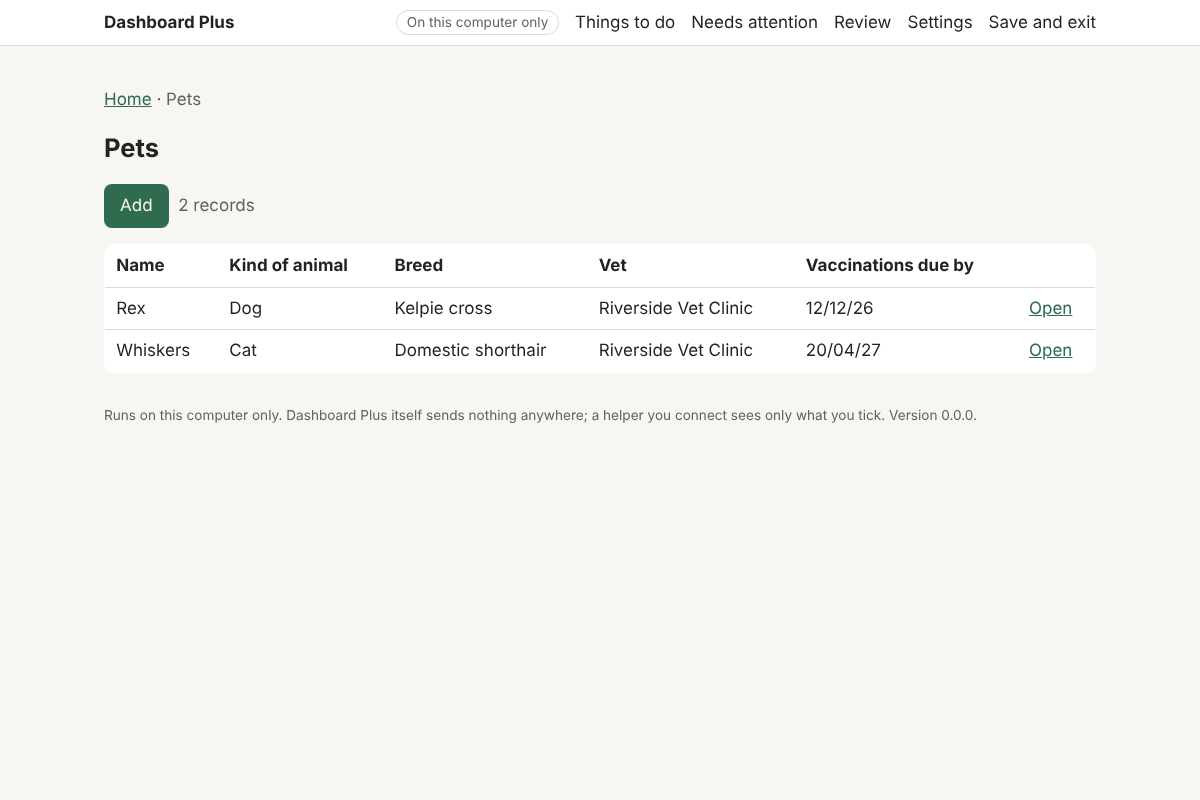 Dashboard Plus On this computer only Things to do Needs attention Review Settings Save and exit
Home · Pets
Pets
Add 2 records
Name Kind of animal Breed Vet Vaccinations due by
Rex Dog Kelpie cross Riverside Vet Clinic 12/12/26 Open
Whiskers Cat Domestic shorthair Riverside Vet Clinic 20/04/27 Open
Runs on this computer only. Dashboard Plus itself sends nothing anywhere; a helper you connect sees only what you tick. Version 0.0.0.